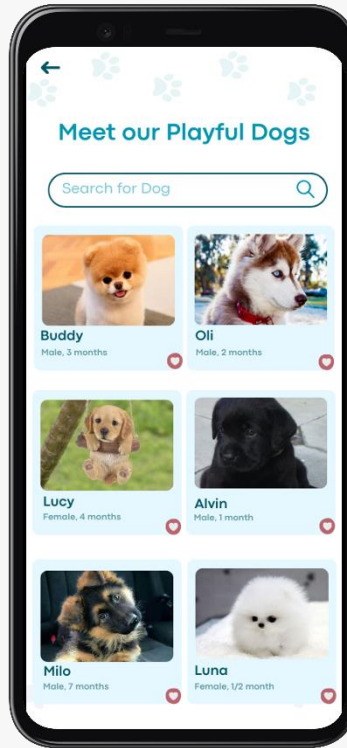 Meet our Playful Dogs
Search for Dog
Buddy
Male, 3 months
Oli
Male, 2 months
Lucy
Female, 4 months
Alvin
Male, 1 month
Milo
Male, 7 months
Luna
Female, 1/2 month